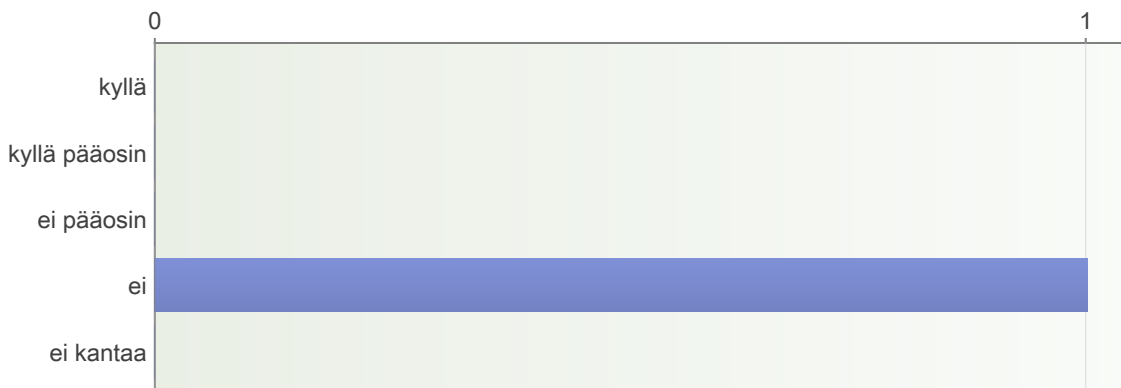 0 1
kyllä
kyllä pääosin
ei pääosin
ei
ei kantaa